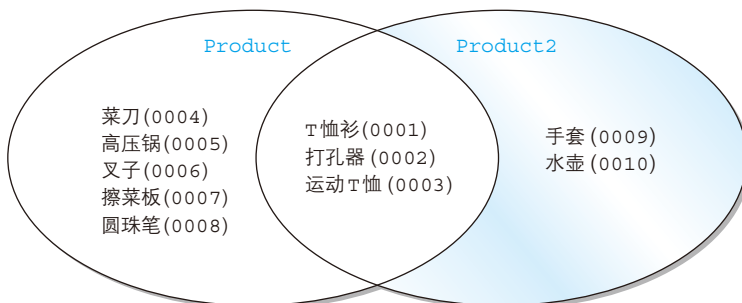 Product
Product2
菜刀(0004)
高压锅(0005)
叉子(0006)
擦菜板(0007)
圆珠笔(0008)
T恤衫(0001)
打孔器(0002)
运动T恤(0003)
手套(0009)
水壶(0010)